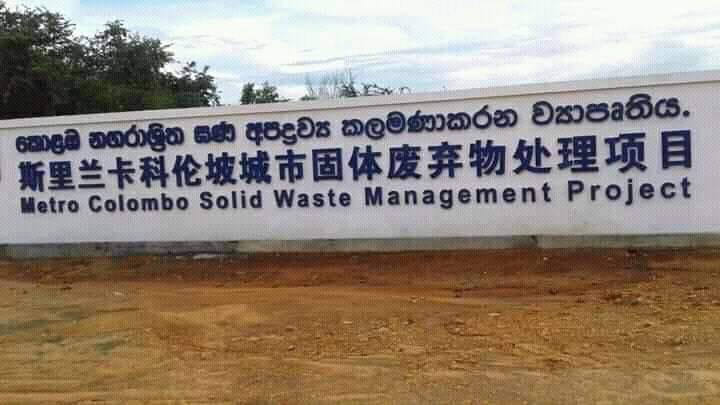 කොළඹ නගරාශ්‍රිත ඝණ අපද්‍රව්‍ය කලමණාකරන ව්‍යාපෘතිය.
斯里兰卡科伦坡城市固体废弃物处理项目
Metro Colombo Solid Waste Management Project